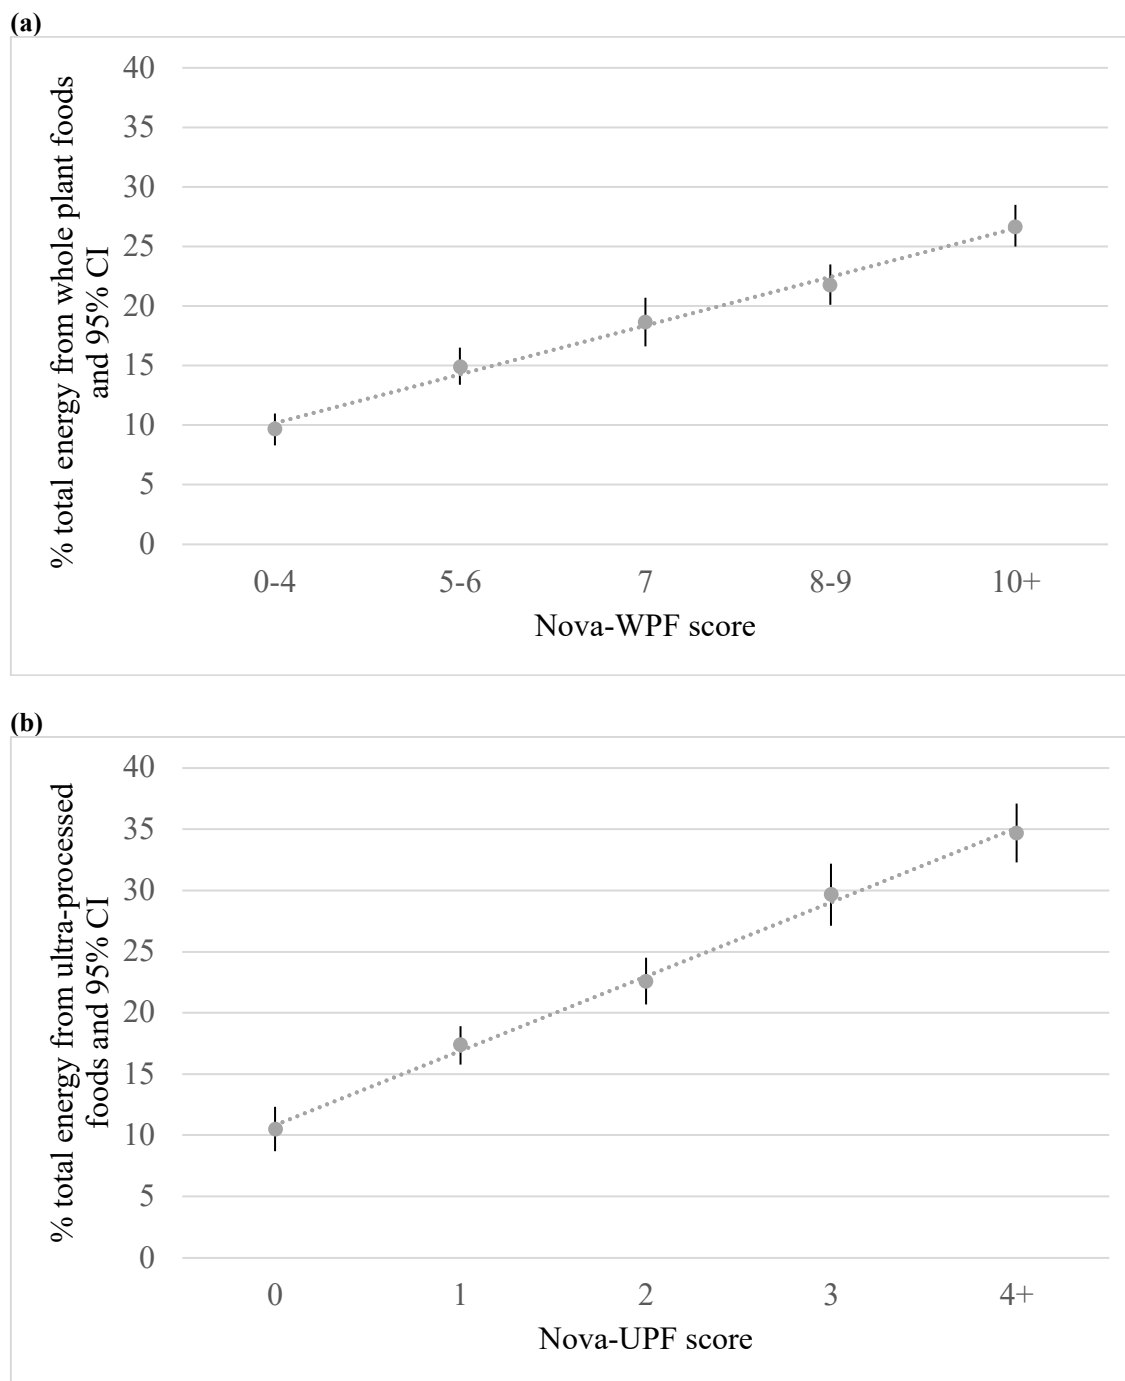 (a)
% total energy from whole plant foods
and 95% CI
40
35
30
25
20
15
10
5
0
0-4 5-6 7 8-9 10+
Nova-WPF score
(b)
% total energy from ultra-processed
foods and 95% CI
40
35
30
25
20
15
10
5
0
0 1 2 3 4+
Nova-UPF score